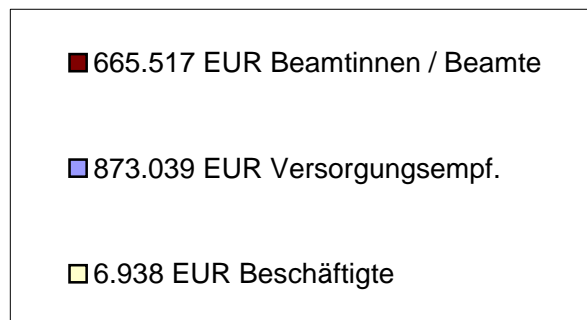 665.517 EUR Beamtinnen / Beamte
873.039 EUR Versorgungsempf.
6.938 EUR Beschäftigte